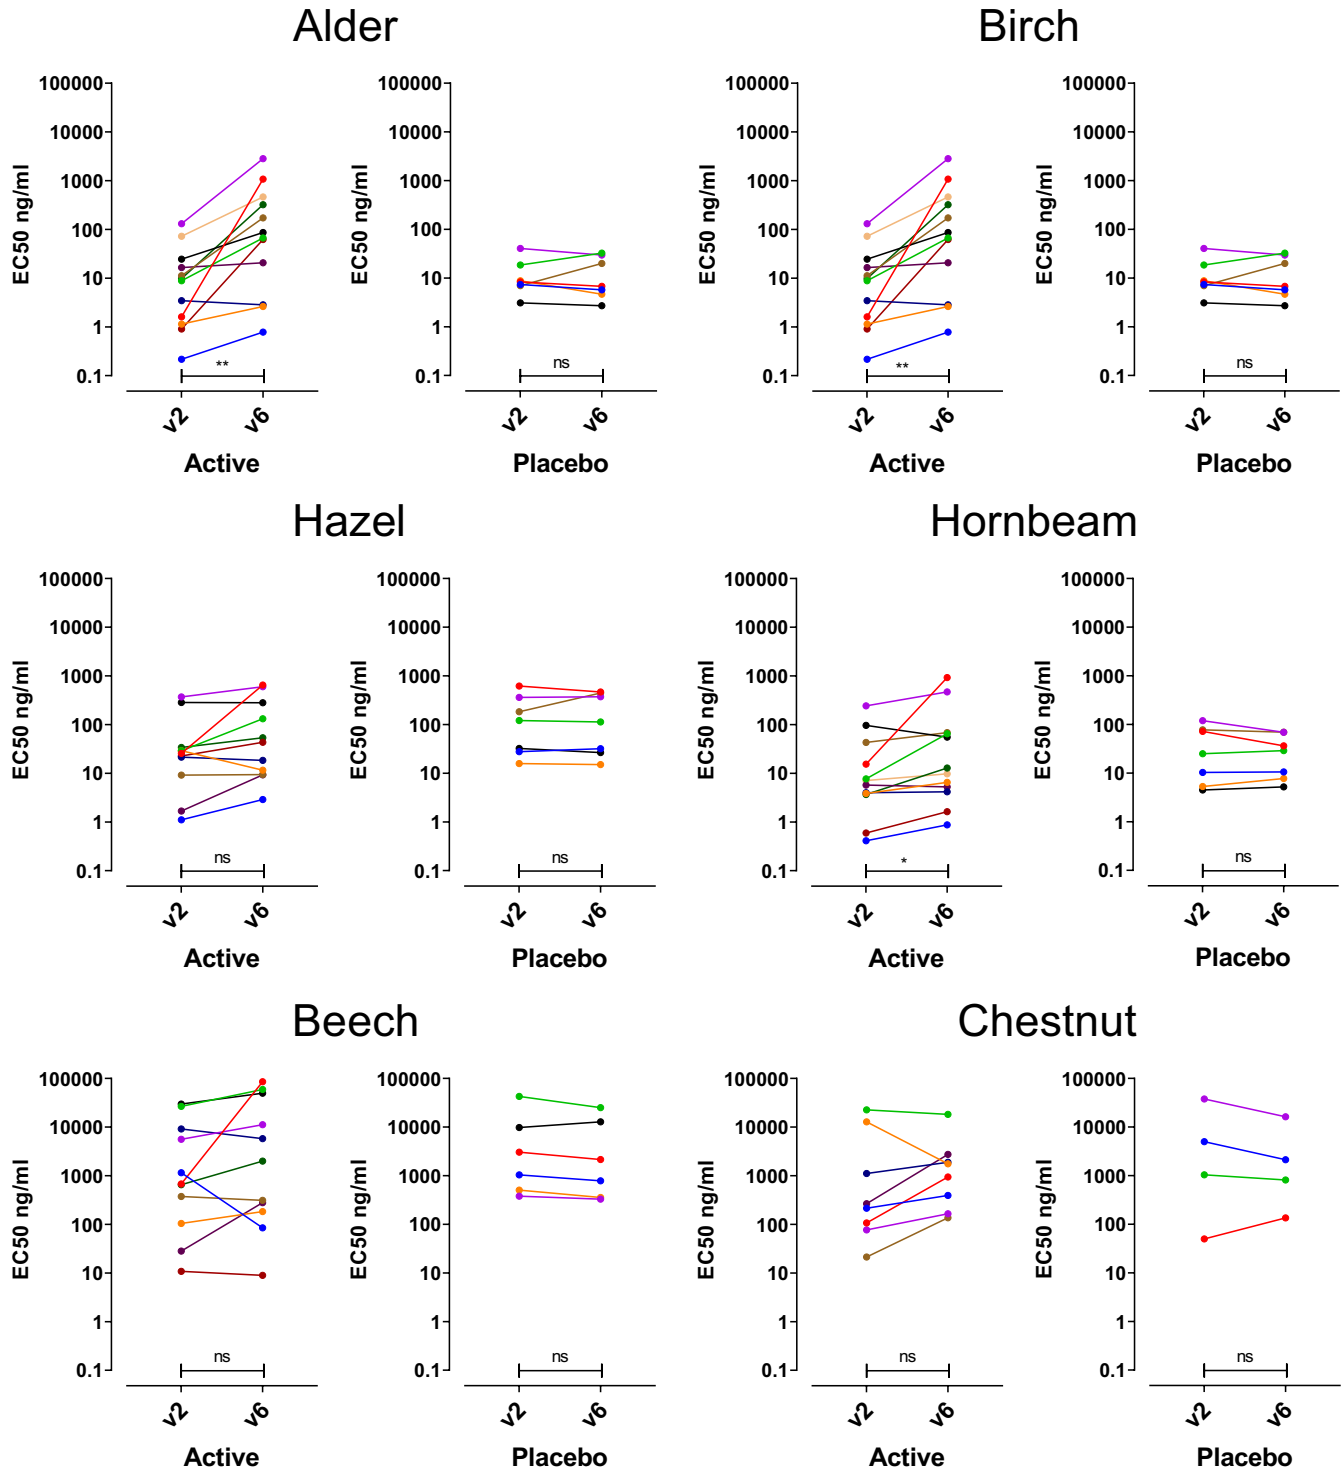 Alder
EC50 ng/ml
100000
10000
1000
100
10
1
0.1
**
v2
v6
Active
EC50 ng/ml
100000
10000
1000
100
10
1
0.1
ns
v2
v6
Placebo
Birch
EC50 ng/ml
100000
10000
1000
100
10
1
0.1
**
v2
v6
Active
EC50 ng/ml
100000
10000
1000
100
10
1
0.1
ns
v2
v6
Placebo
Hazel
EC50 ng/ml
100000
10000
1000
100
10
1
0.1
ns
v2
v6
Active
EC50 ng/ml
100000
10000
1000
100
10
1
0.1
ns
v2
v6
Placebo
Hornbeam
EC50 ng/ml
100000
10000
1000
100
10
1
0.1
*
v2
v6
Active
EC50 ng/ml
100000
10000
1000
100
10
1
0.1
ns
v2
v6
Placebo
Beech
EC50 ng/ml
100000
10000
1000
100
10
1
0.1
ns
v2
v6
Active
EC50 ng/ml
100000
10000
1000
100
10
1
0.1
ns
v2
v6
Placebo
Chestnut
EC50 ng/ml
100000
10000
1000
100
10
1
0.1
ns
v2
v6
Active
EC50 ng/ml
100000
10000
1000
100
10
1
0.1
ns
v2
v6
Placebo